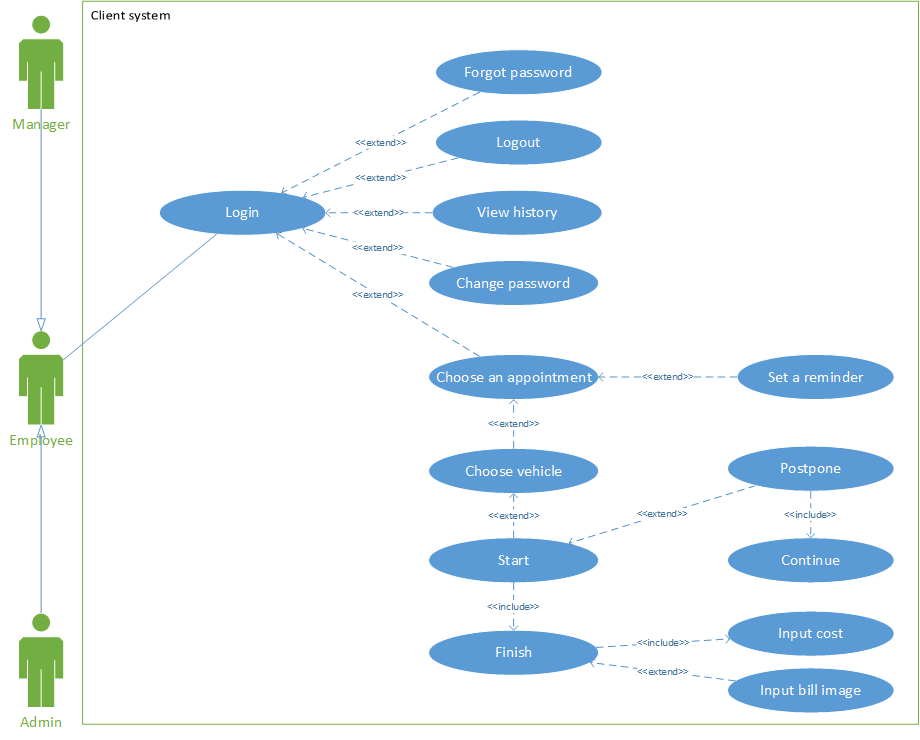 Client system
Manager
Forgot password
<<extend>>
Logout
<<extend>>
Login
<<extend>>
View history
<<extend>>
Change password
<<extend>>
Employee
Choose an appointment
<<extend>>
Set a reminder
<<extend>>
Choose vehicle
Postpone
<<extend>>
<<extend>>
<<include>>
Start
Continue
<<include>>
Finish
<<include>>
Input cost
<<extend>>
Input bill image
Admin